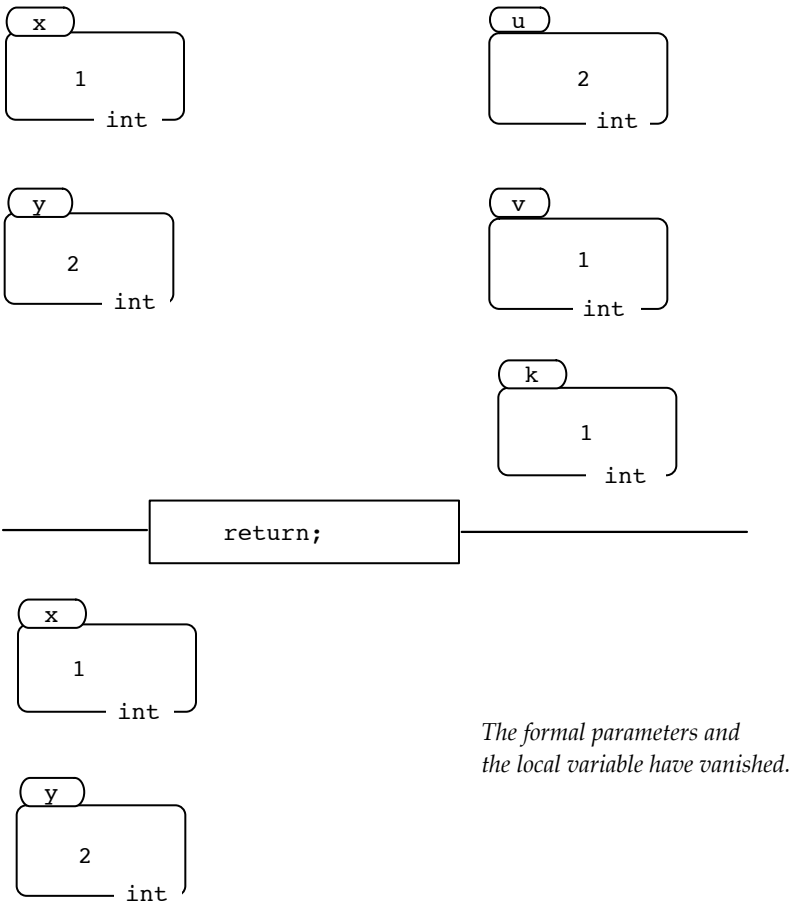 x
1
int
u
2
int
y
2
int
v
1
int
k
1
int
return;
x
1
int
The formal parameters and
the local variable have vanished.
y
2
int